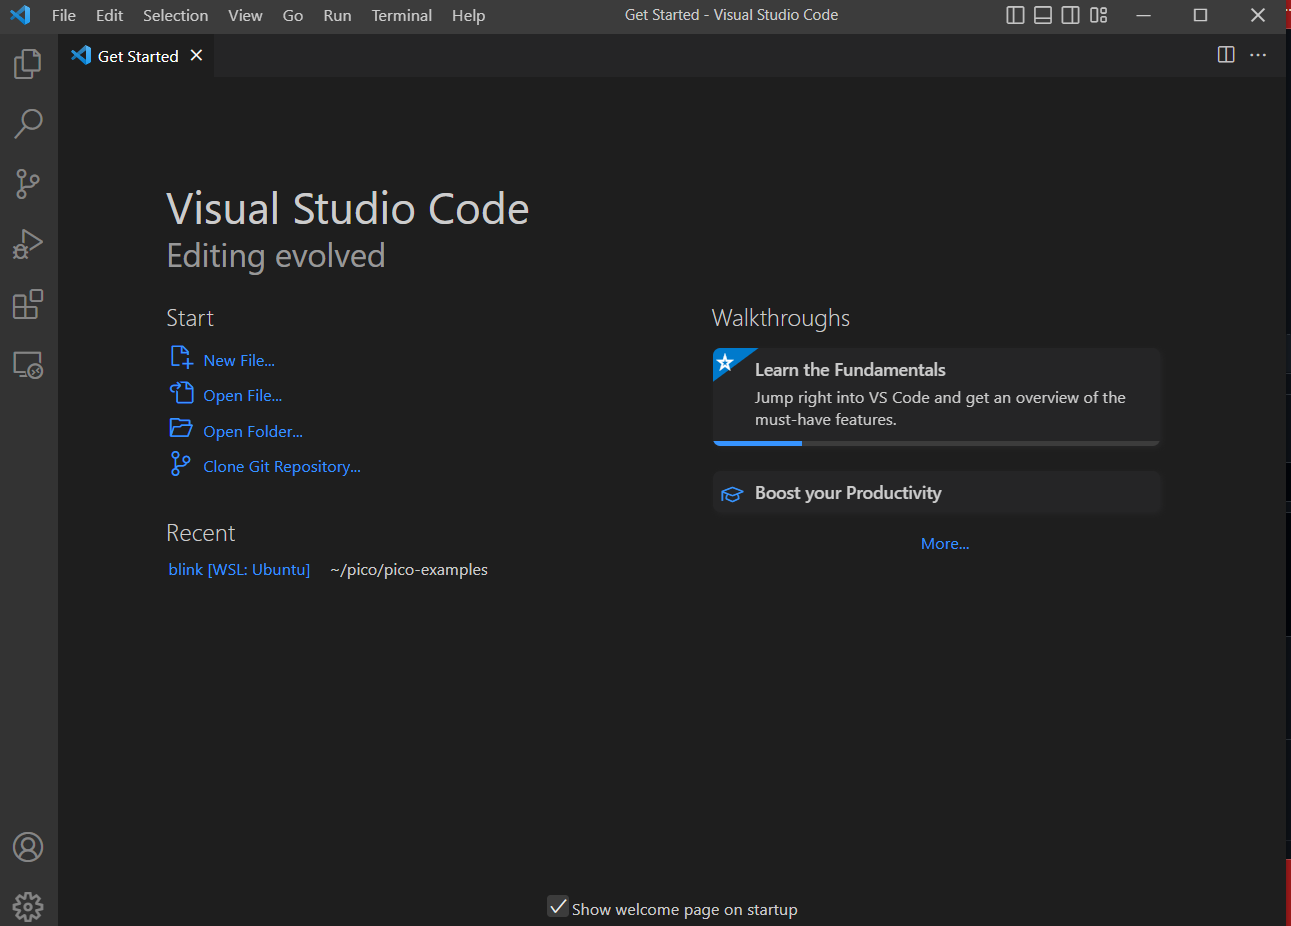 File Edit Selection View Go Run Terminal Help Get Started - Visual Studio Code
Get Started
Visual Studio Code
Editing evolved
Start
New File...
Open File...
Open Folder...
Clone Git Repository...
Recent
blink [WSL: Ubuntu] ~/pico/pico-examples
Walkthroughs
Learn the Fundamentals
Jump right into VS Code and get an overview of the
must-have features.
Boost your Productivity
More...
Show welcome page on startup